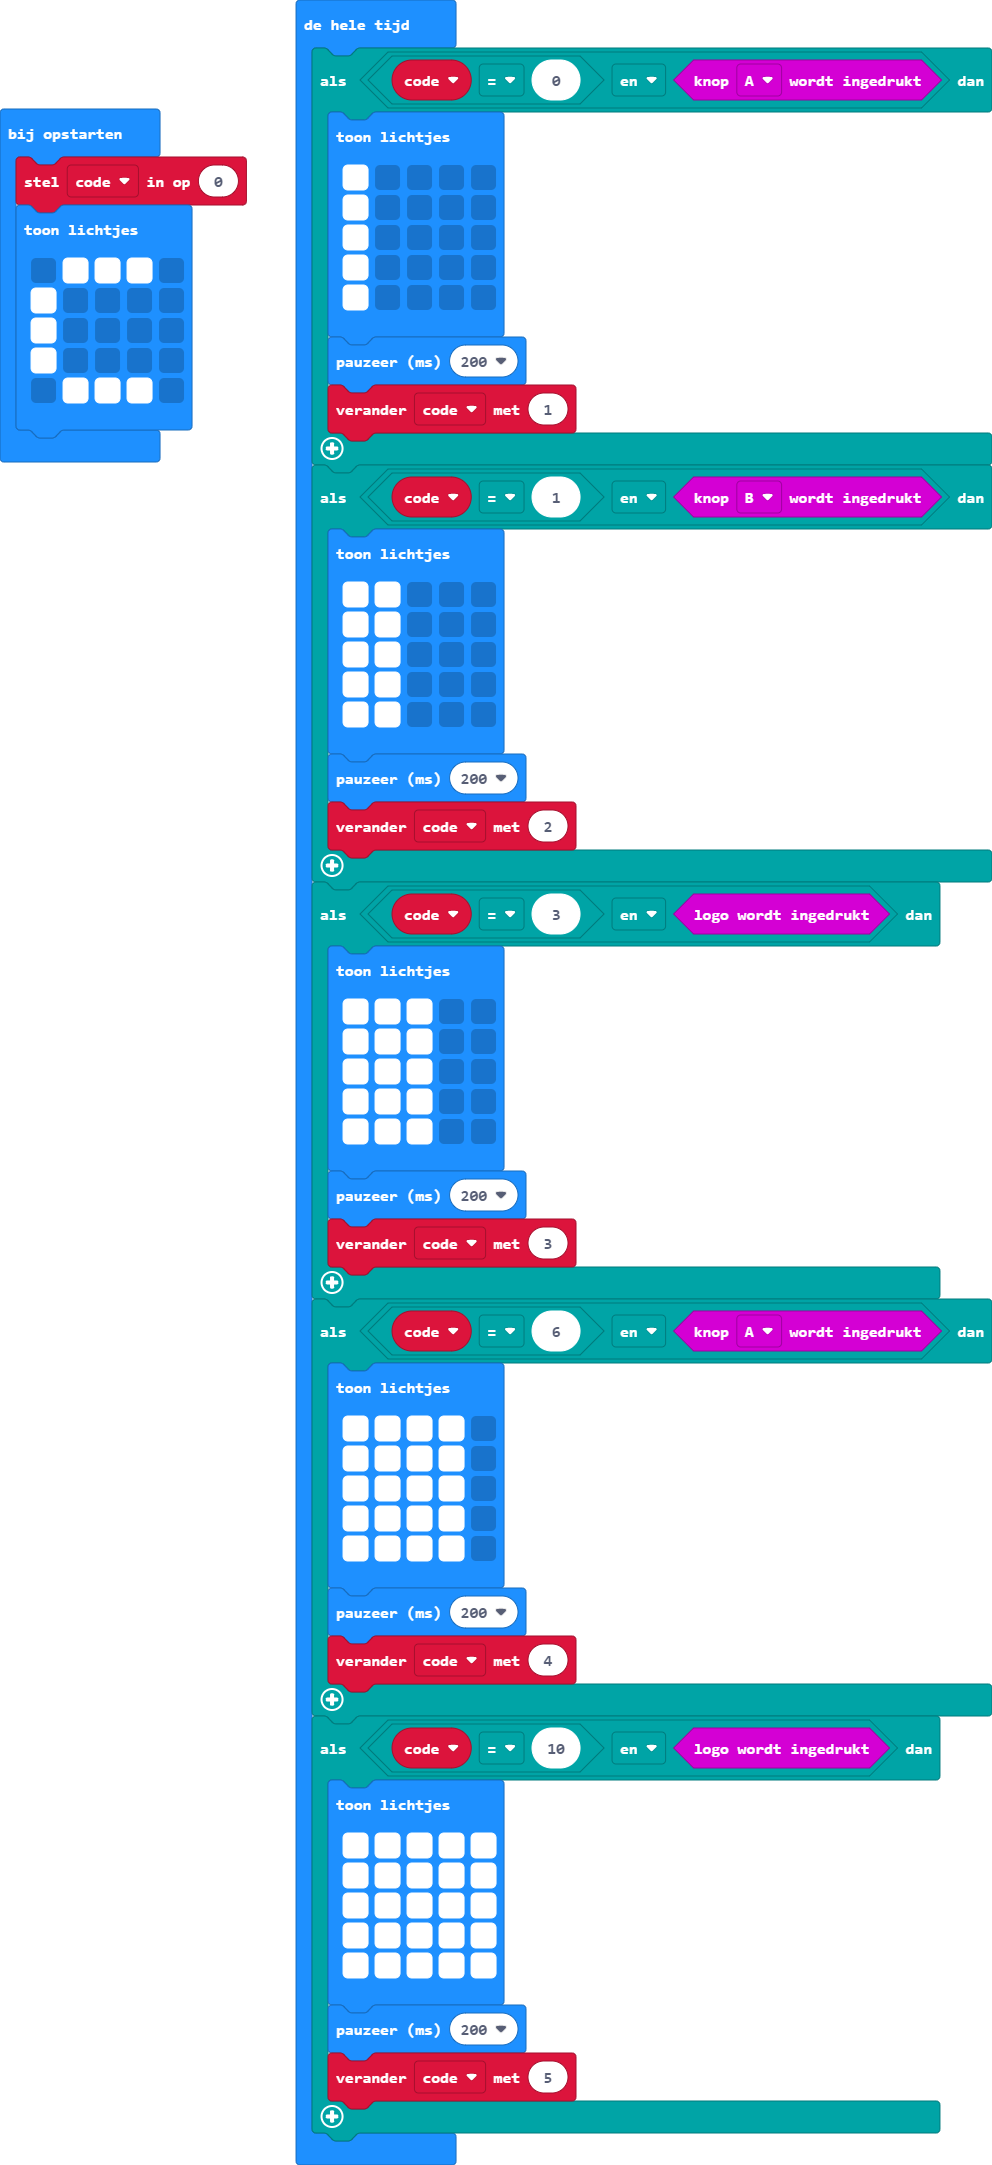 bij opstarten
stel code in op 0
toon lichtjes
de hele tijd
als code = 0 en knop A wordt ingedrukt dan
toon lichtjes
pauzeer (ms) 200
verander code met 1
als code = 1 en knop B wordt ingedrukt dan
toon lichtjes
pauzeer (ms) 200
verander code met 2
als code = 3 en logo wordt ingedrukt dan
toon lichtjes
pauzeer (ms) 200
verander code met 3
als code = 6 en knop A wordt ingedrukt dan
toon lichtjes
pauzeer (ms) 200
verander code met 4
als code = 10 en logo wordt ingedrukt dan
toon lichtjes
pauzeer (ms) 200
verander code met 5